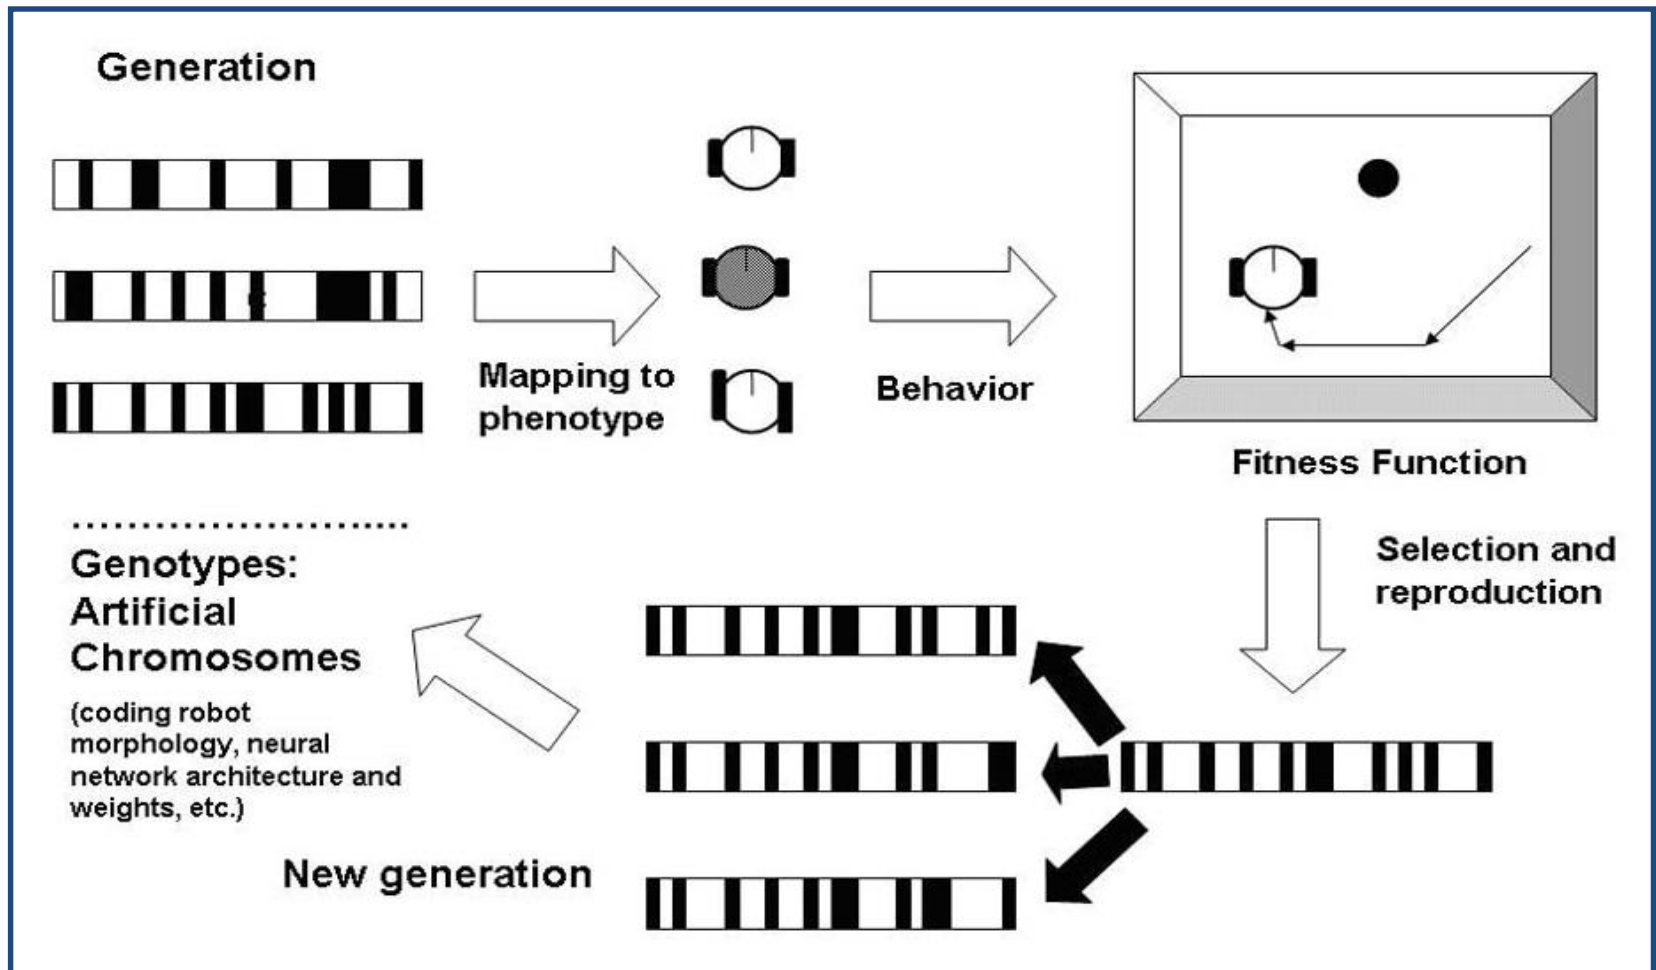 Generation
Mapping to
phenotype
Behavior
Fitness Function
Selection and
reproduction
Genotypes:
Artificial
Chromosomes
(coding robot
morphology, neural
network architecture and
weights, etc.)
New generation